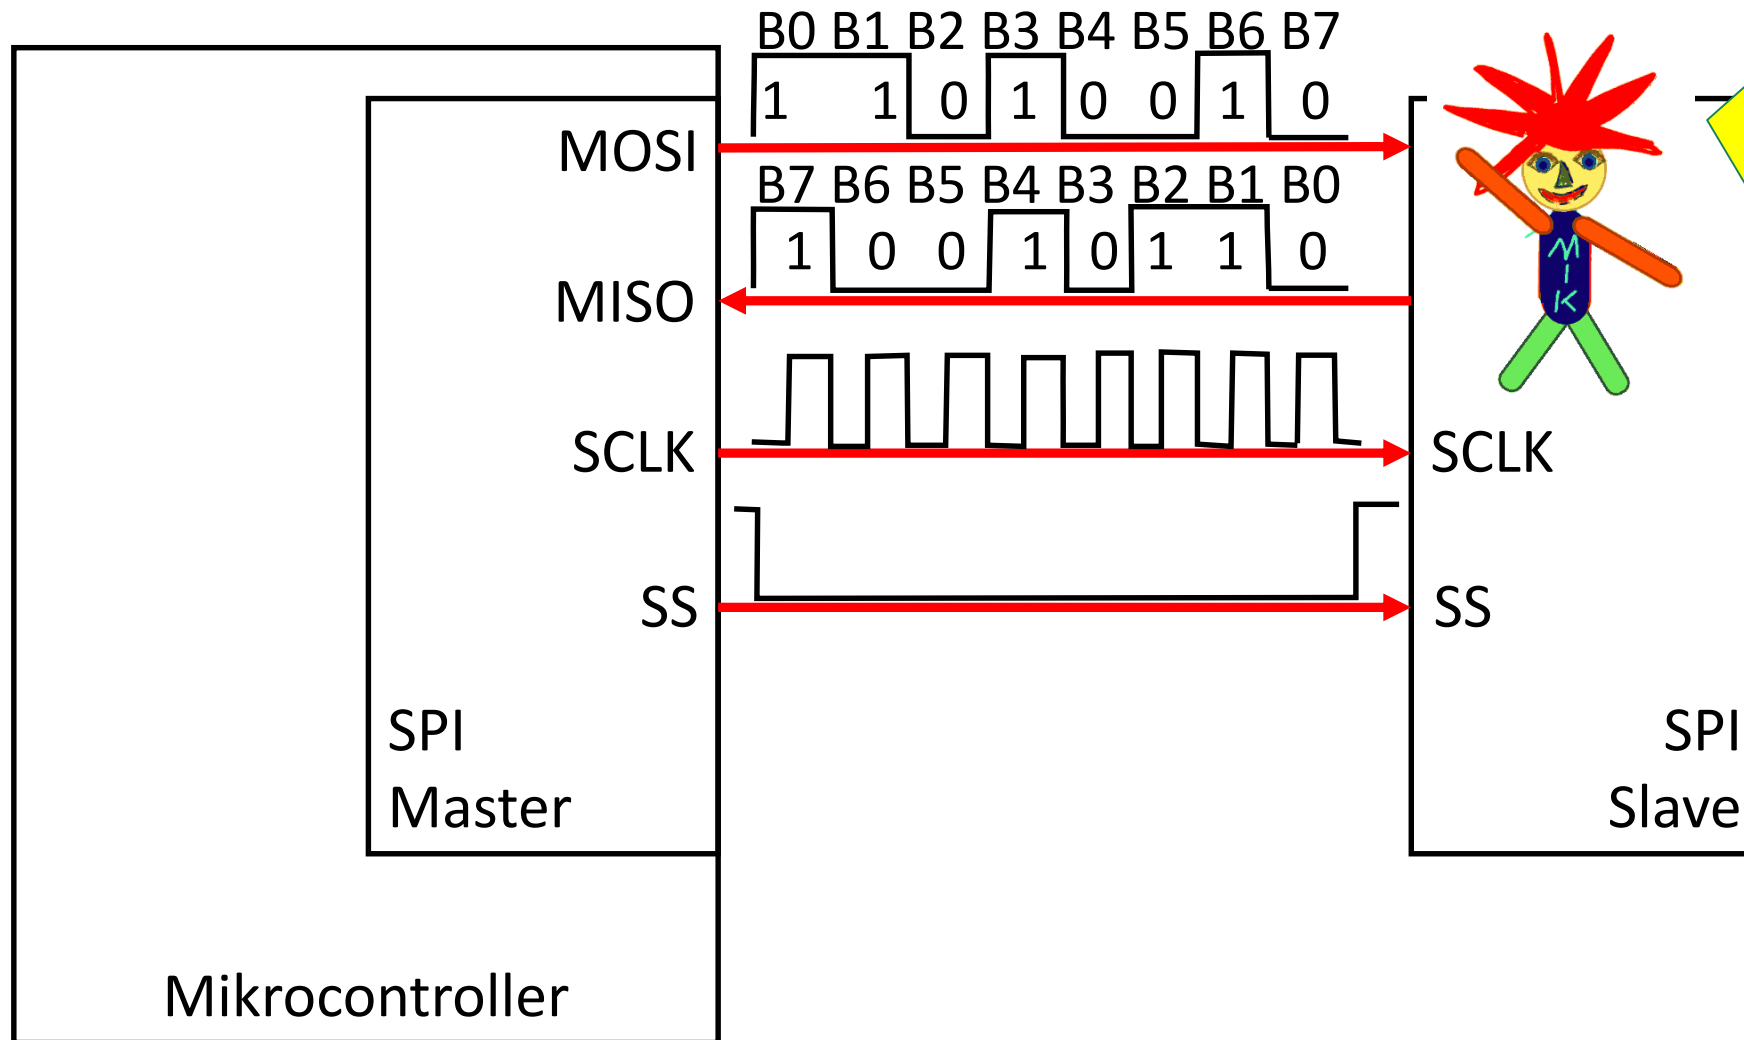 B0 B1 B2 B3 B4 B5 B6 B7
1 1 0 1 0 0 1 0
MOSI
B7 B6 B5 B4 B3 B2 B1 B0
1 0 0 1 0 1 1 0
MISO
M
I
K
SCLK SCLK
SS SS
SPI
Master
SPI
Slave
Mikrocontroller